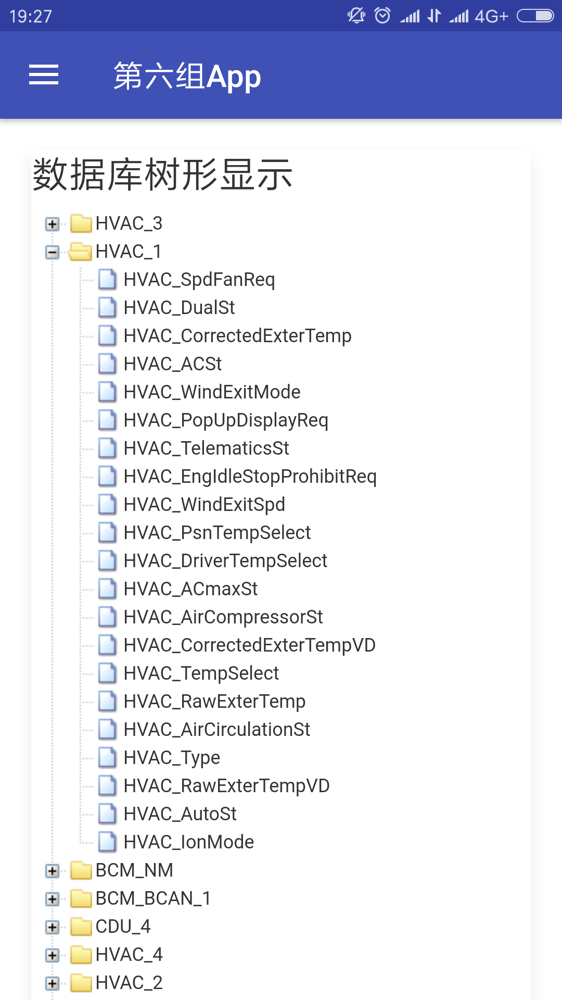 19:27 4G+
第六组App
数据库树形显示
HVAC_3
HVAC_1
HVAC_SpdFanReq
HVAC_DualSt
HVAC_CorrectedExterTemp
HVAC_ACSt
HVAC_WindExitMode
HVAC_PopUpDisplayReq
HVAC_TelematicsSt
HVAC_EngIdleStopProhibitReq
HVAC_WindExitSpd
HVAC_PsnTempSelect
HVAC_DriverTempSelect
HVAC_ACmaxSt
HVAC_AirCompressorSt
HVAC_CorrectedExterTempVD
HVAC_TempSelect
HVAC_RawExterTemp
HVAC_AirCirculationSt
HVAC_Type
HVAC_RawExterTempVD
HVAC_AutoSt
HVAC_IonMode
BCM_NM
BCM_BCAN_1
CDU_4
HVAC_4
HVAC_2